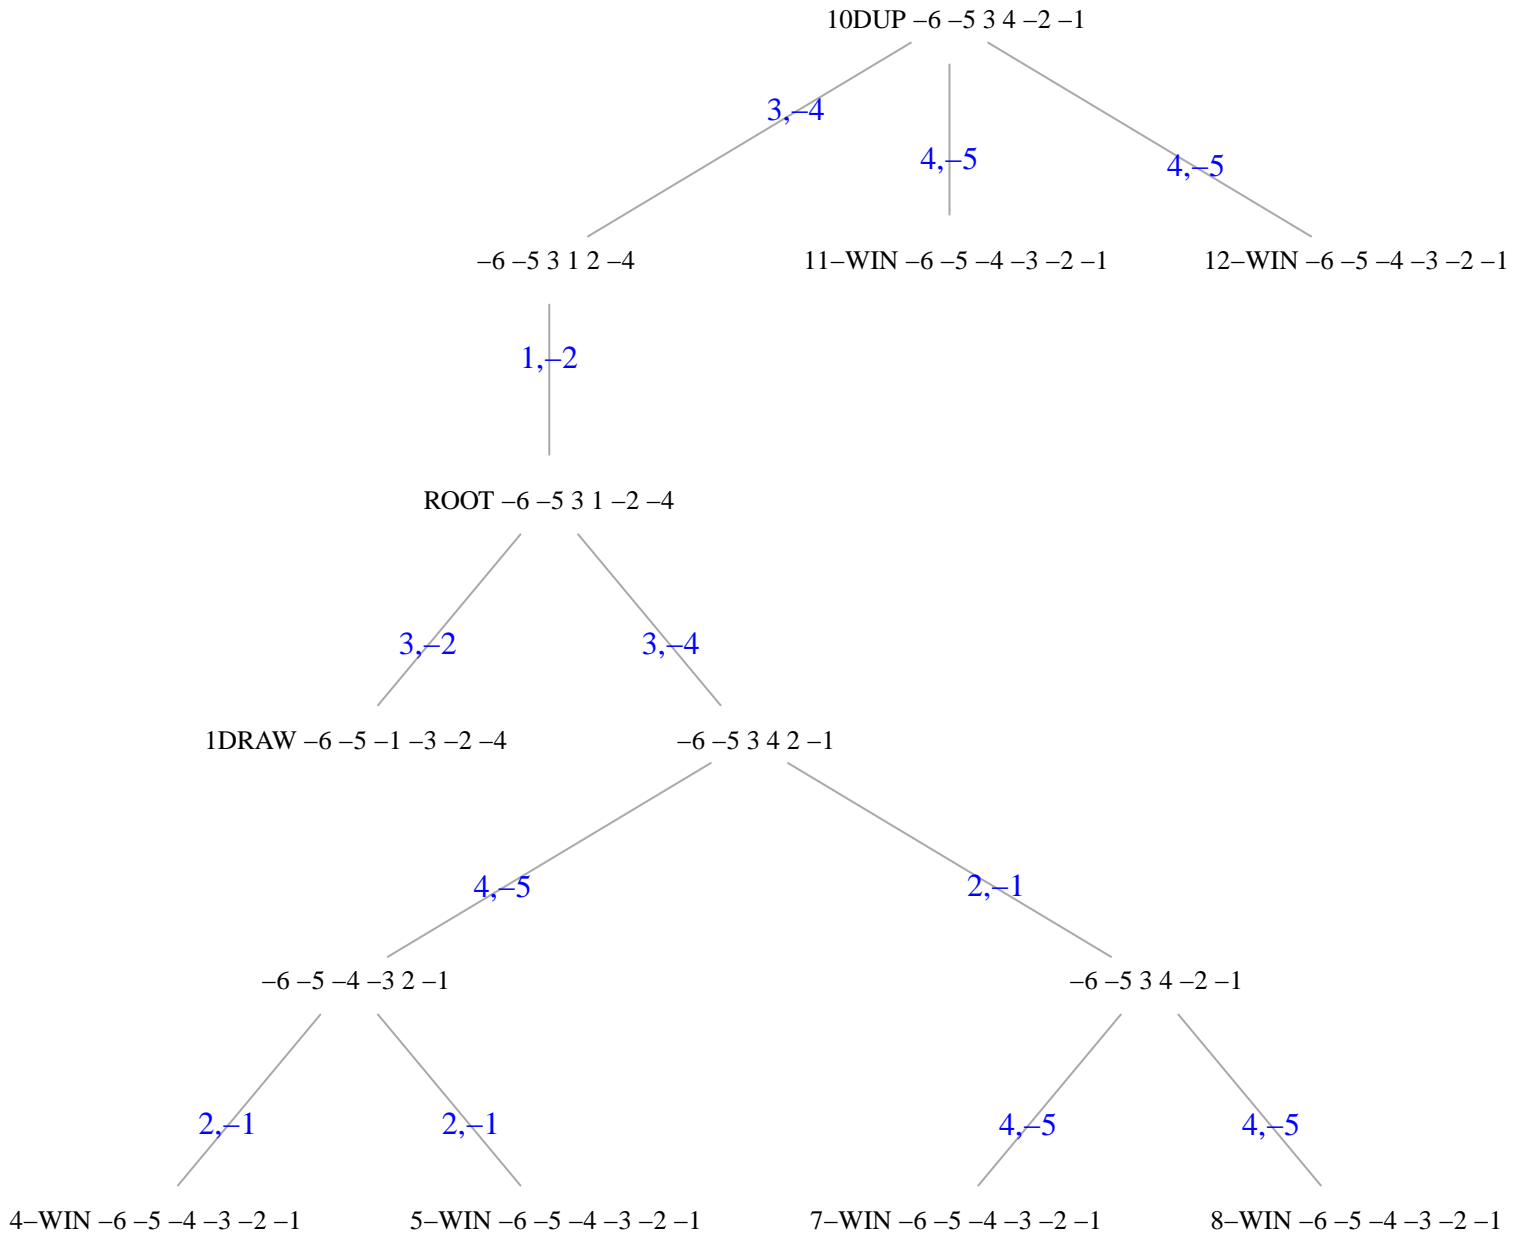 10DUP –6 –5 3 4 –2 –1
3,–4
4,–5
4,–5
–6 –5 3 1 2 –4
11–WIN –6 –5 –4 –3 –2 –1
12–WIN –6 –5 –4 –3 –2 –1
1,–2
ROOT –6 –5 3 1 –2 –4
3,–2
3,–4
1DRAW –6 –5 –1 –3 –2 –4
–6 –5 3 4 2 –1
4,–5
2,–1
–6 –5 –4 –3 2 –1
–6 –5 3 4 –2 –1
2,–1
2,–1
4,–5
4,–5
4–WIN –6 –5 –4 –3 –2 –1
5–WIN –6 –5 –4 –3 –2 –1
7–WIN –6 –5 –4 –3 –2 –1
8–WIN –6 –5 –4 –3 –2 –1